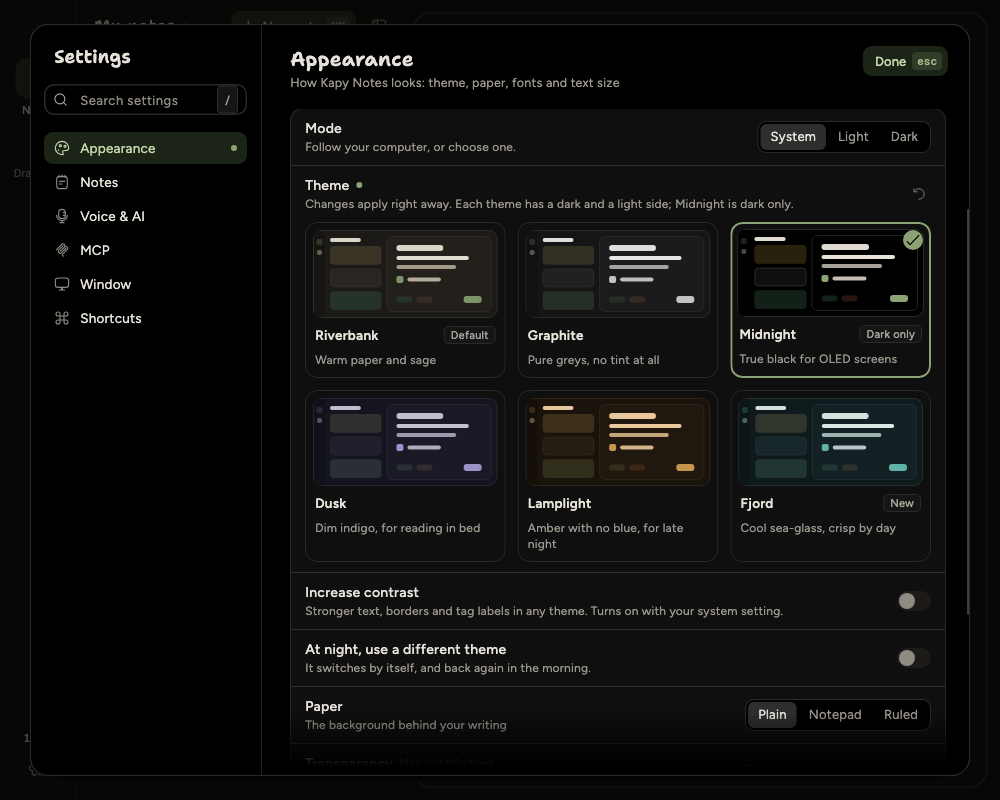 My notes
Settings
Search settings
/
Appearance
Notes
Voice & AI
MCP
Window
Shortcuts
Appearance
How Kapy Notes looks: theme, paper, fonts and text size
Done esc
Mode
Follow your computer, or choose one.
System Light Dark
Theme
Changes apply right away. Each theme has a dark and a light side; Midnight is dark only.
Riverbank Default
Warm paper and sage
Graphite
Pure greys, no tint at all
Midnight Dark only
True black for OLED screens
Dusk
Dim indigo, for reading in bed
Lamplight
Amber with no blue, for late
night
Fjord New
Cool sea-glass, crisp by day
Increase contrast
Stronger text, borders and tag labels in any theme. Turns on with your system setting.
At night, use a different theme
It switches by itself, and back again in the morning.
Paper
The background behind your writing
Plain Notepad Ruled
Transparency Mac and Windows